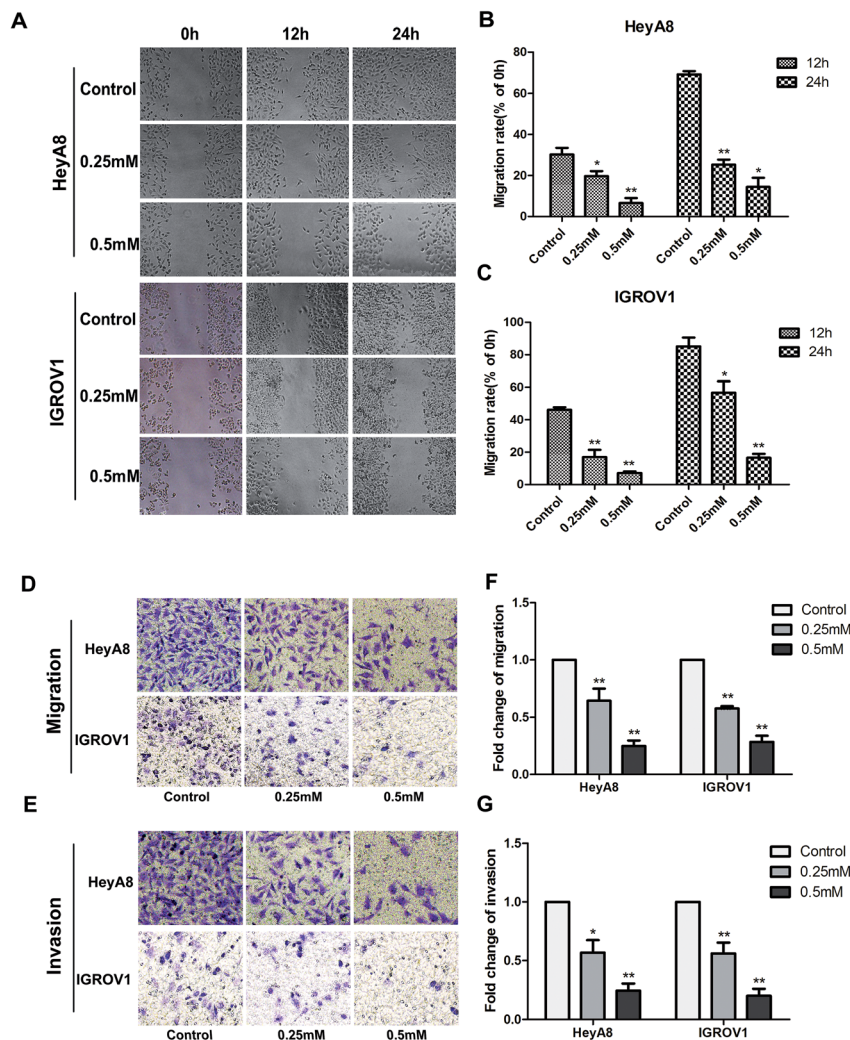 A
0h 12h 24h
HeyA8
Control
0.25mM
0.5mM
IGROV1
Control
0.25mM
0.5mM
B
HeyA8
Migration rate(% of 0h)
80
60
40
20
0
12h
24h
* ** ** *
Control 0.25mM 0.5mM Control 0.25mM 0.5mM
C
IGROV1
Migration rate(% of 0h)
100
80
60
40
20
0
12h
24h
** ** * **
Control 0.25mM 0.5mM Control 0.25mM 0.5mM
D
Migration
HeyA8
IGROV1
Control 0.25mM 0.5mM
E
Invasion
HeyA8
IGROV1
Control 0.25mM 0.5mM
F
Fold change of migration
1.5
1.0
0.5
0.0
Control
0.25mM
0.5mM
** ** ** **
HeyA8 IGROV1
G
Fold change of invasion
1.5
1.0
0.5
0.0
Control
0.25mM
0.5mM
* ** ** **
HeyA8 IGROV1